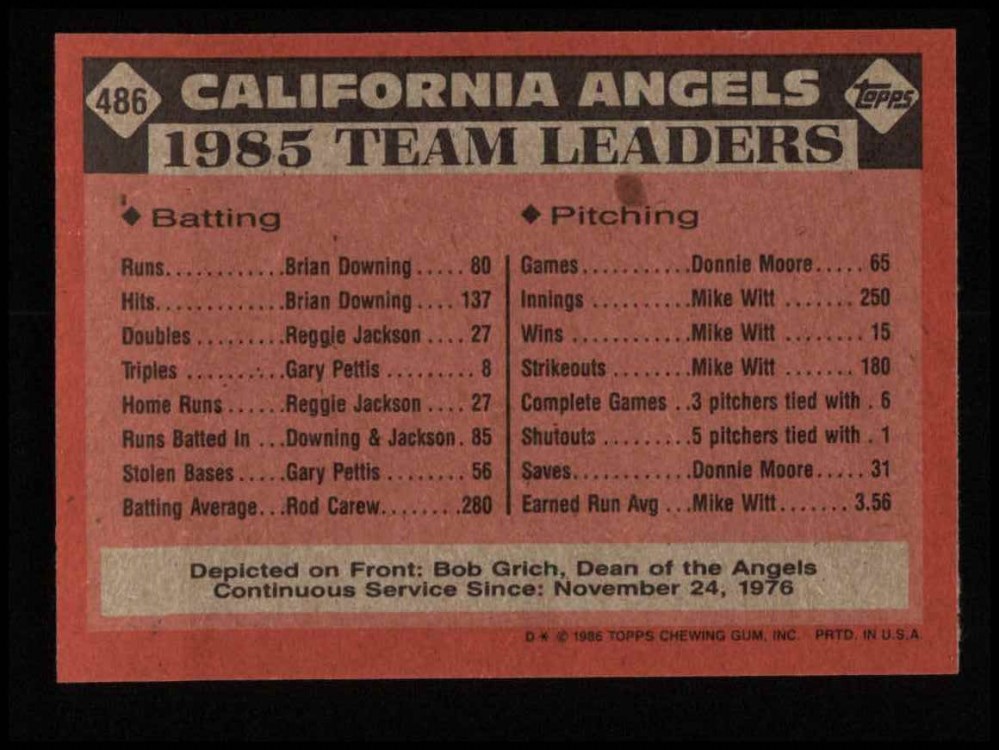 486 CALIFORNIA ANGELS topps
1985 TEAM LEADERS
◆ Batting
Runs............Brian Downing.....80
Hits............Brian Downing....137
Doubles.........Reggie Jackson....27
Triples.........Gary Pettis.........8
Home Runs......Reggie Jackson....27
Runs Batted In...Downing & Jackson.85
Stolen Bases.....Gary Pettis........56
Batting Average...Rod Carew........280
◆ Pitching
Games...........Donnie Moore.....65
Innings..........Mike Witt.......250
Wins............Mike Witt.......15
Strikeouts........Mike Witt.......180
Complete Games..3 pitchers tied with.6
Shutouts.........5 pitchers tied with.1
Saves............Donnie Moore.....31
Earned Run Avg...Mike Witt.......3.56
Depicted on Front: Bob Grich, Dean of the Angels
Continuous Service Since: November 24, 1976
D* © 1986 TOPPS CHEWING GUM, INC. PRTD. IN U.S.A.